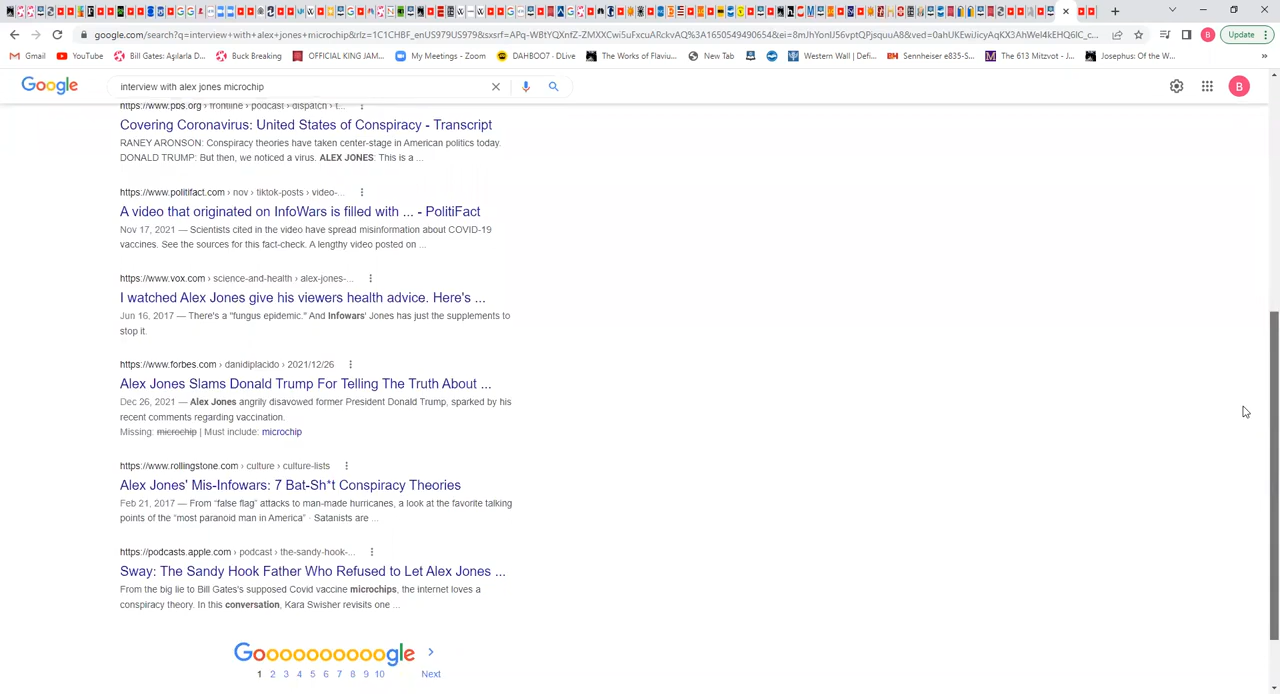 Update
google.com/search?q=interview+with+alex+jones+microchip&rlz=1C1CHBF_enUS979US979&sxsrf=APq-WBtYQXntZ-ZMXXCwi5uFxcuARckvAQ%3A1650549490654&ei=8mJhYonIJ56vptQPjsquuA8&ved=0ahUKEwiJicyAqKX3AhWel4kEHQ6lC_c...
Gmail
YouTube
Bill Gates: Aşılarla D...
Buck Breaking
OFFICIAL KING JAM...
My Meetings - Zoom
DAHBOO7 - DLive
The Works of Flaviu...
New Tab
Western Wall | Defi...
Sennheiser e835-S...
The 613 Mitzvot - J...
Josephus: Of the W...
»
Google
interview with alex jones microchip
B
https://www.pbs.org › frontline › podcast › dispatch › t...
Covering Coronavirus: United States of Conspiracy - Transcript
RANEY ARONSON: Conspiracy theories have taken center-stage in American politics today.
DONALD TRUMP: But then, we noticed a virus. ALEX JONES: This is a ...
https://www.politifact.com › nov › tiktok-posts › video-...
A video that originated on InfoWars is filled with ... - PolitiFact
Nov 17, 2021 — Scientists cited in the video have spread misinformation about COVID-19
vaccines. See the sources for this fact-check. A lengthy video posted on ...
https://www.vox.com › science-and-health › alex-jones-...
I watched Alex Jones give his viewers health advice. Here's ...
Jun 16, 2017 — There's a "fungus epidemic." And Infowars' Jones has just the supplements to
stop it.
https://www.forbes.com › danidiplacido › 2021/12/26
Alex Jones Slams Donald Trump For Telling The Truth About ...
Dec 26, 2021 — Alex Jones angrily disavowed former President Donald Trump, sparked by his
recent comments regarding vaccination.
Missing: microchip | Must include: microchip
https://www.rollingstone.com › culture › culture-lists
Alex Jones' Mis-Infowars: 7 Bat-Sh*t Conspiracy Theories
Feb 21, 2017 — From “false flag” attacks to man-made hurricanes, a look at the favorite talking
points of the “most paranoid man in America” · Satanists are ...
https://podcasts.apple.com › podcast › the-sandy-hook-...
Sway: The Sandy Hook Father Who Refused to Let Alex Jones ...
From the big lie to Bill Gates's supposed Covid vaccine microchips, the internet loves a
conspiracy theory. In this conversation, Kara Swisher revisits one ...
Goooooooooogle >
1 2 3 4 5 6 7 8 9 10 Next